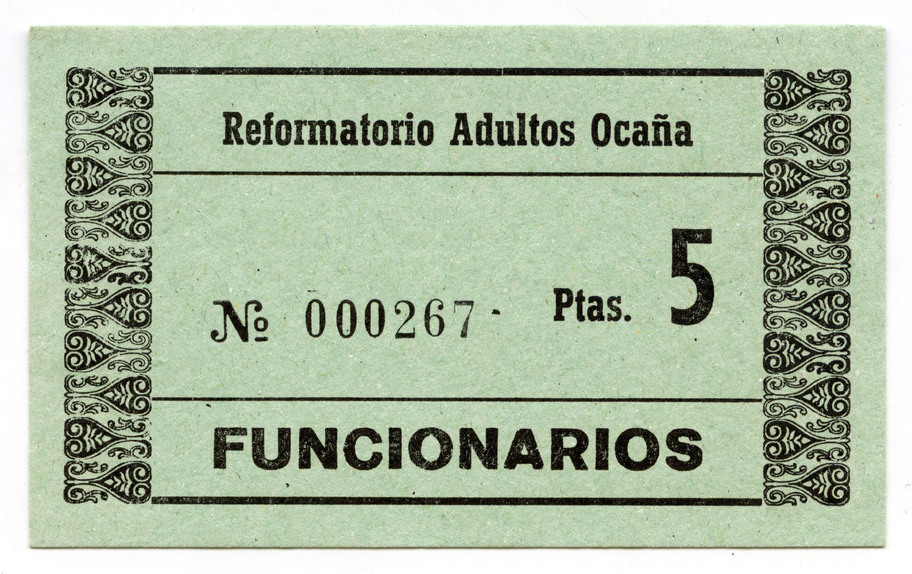 Reformatorio Adultos Ocaña
№ 000267 Ptas. 5
FUNCIONARIOS